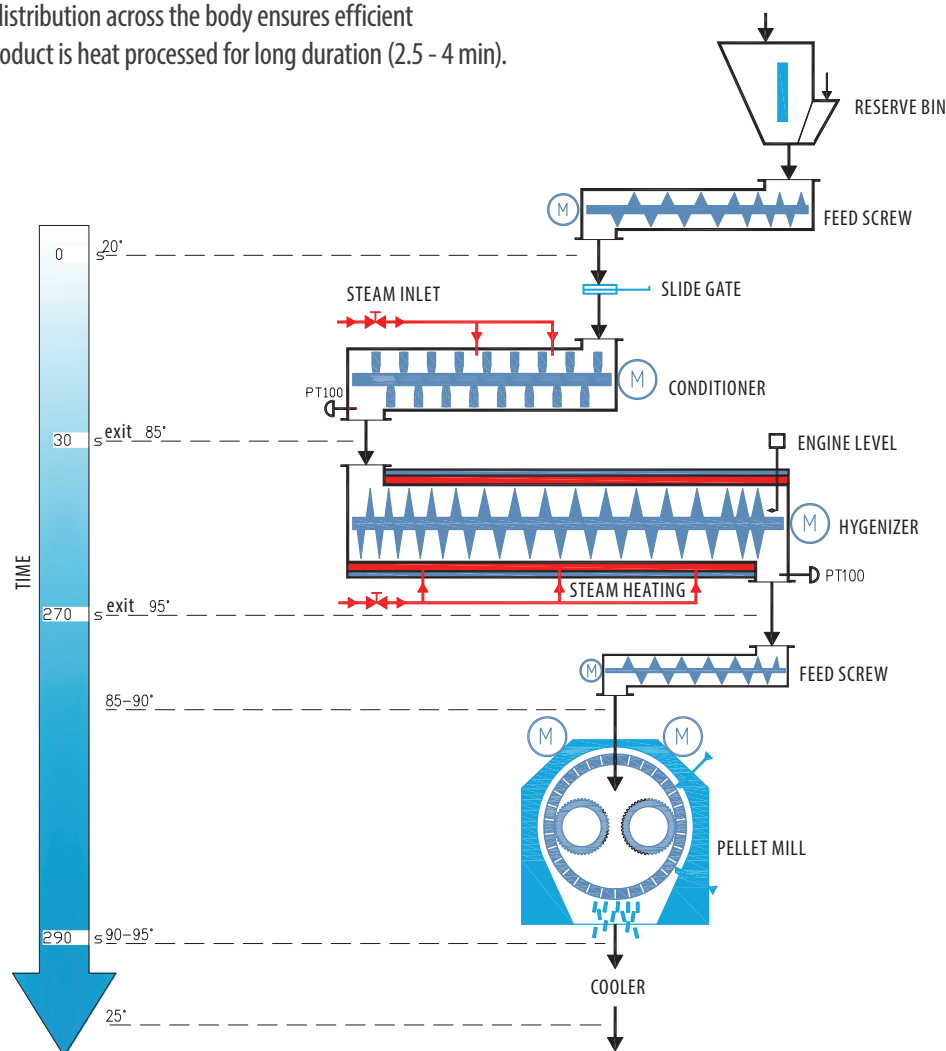 distribution across the body ensures efficient
roduct is heat processed for long duration (2.5 - 4 min).
RESERVE BIN
M
FEED SCREW
0 s 20°
SLIDE GATE
STEAM INLET
M
CONDITIONER
PT100
30 s exit 85°
ENGINE LEVEL
M
HYGENIZER
TIME
PT100
STEAM HEATING
270 s exit 95°
M
FEED SCREW
85–90°
M
M
PELLET MILL
290 s 90–95°
COOLER
25°